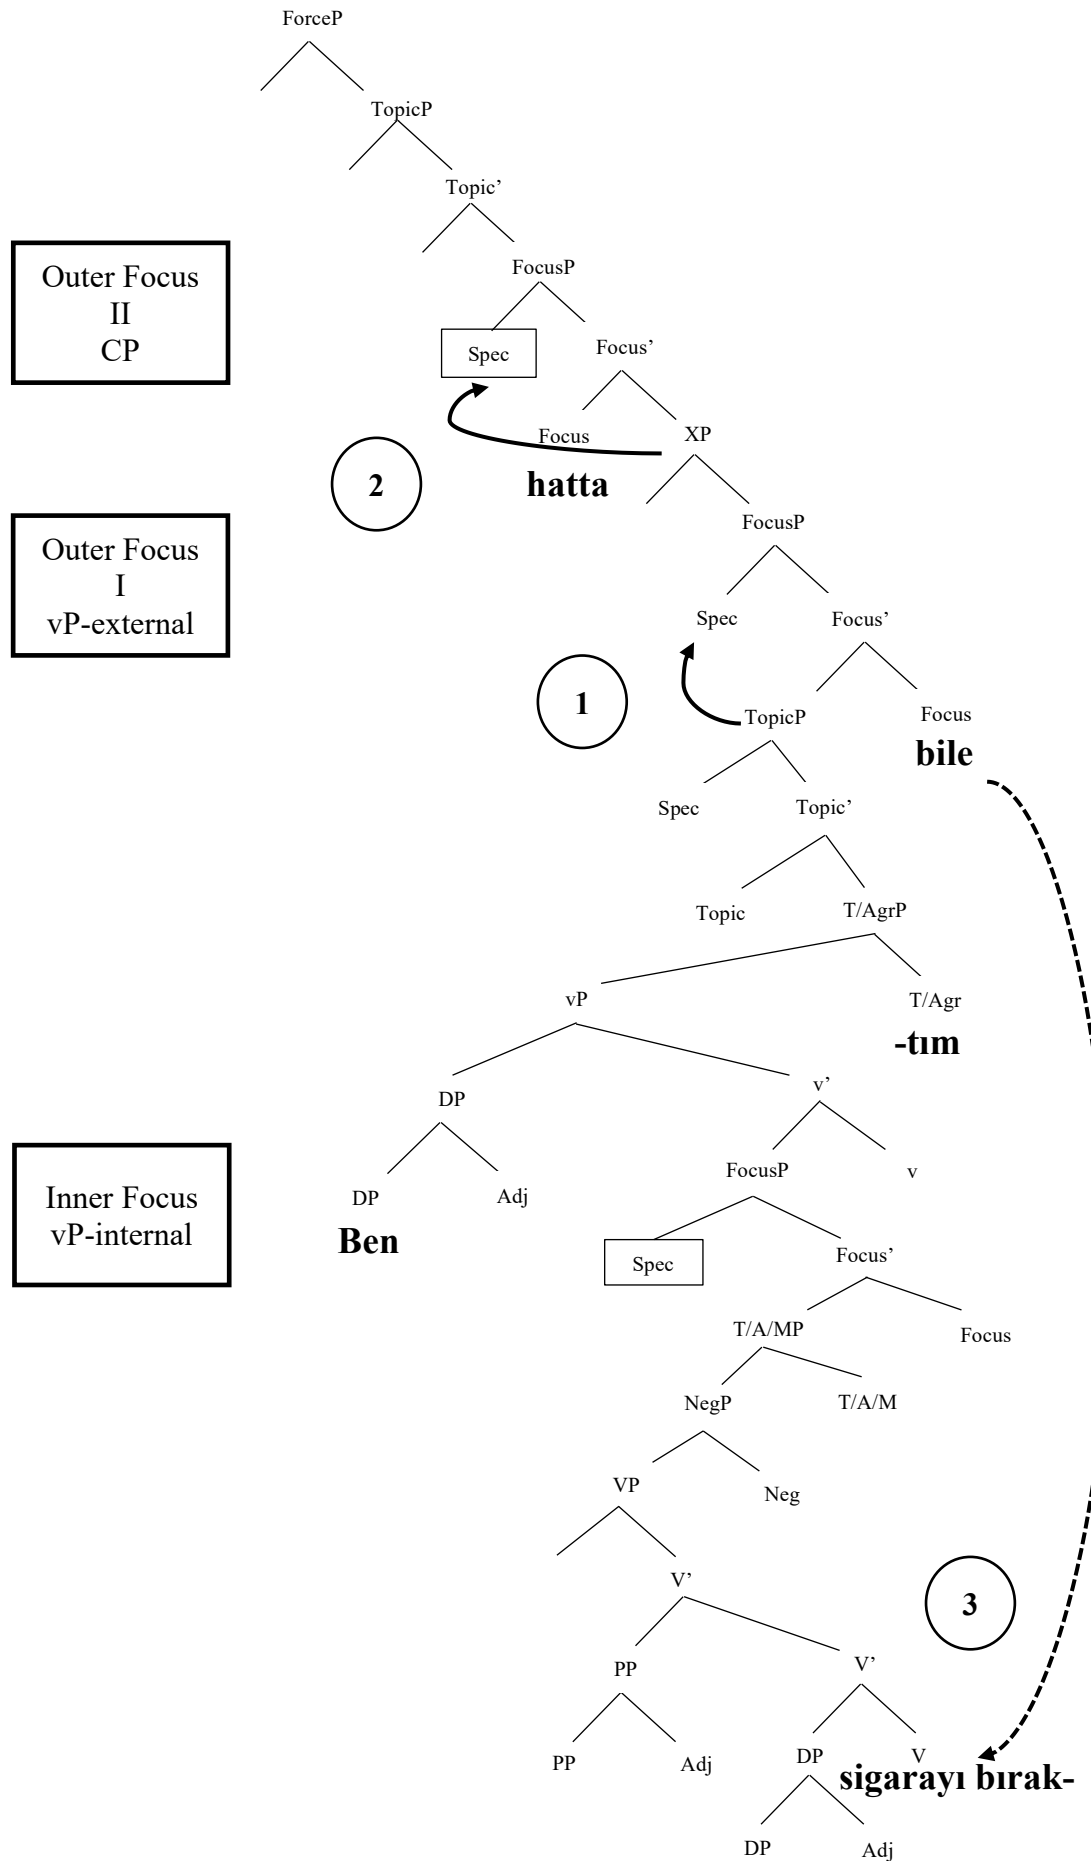 ForceP
TopicP
Topic’
Outer Focus
II
CP
FocusP
Spec
Focus’
Focus
XP
2
hatta
Outer Focus
I
vP-external
FocusP
Spec
Focus’
1
TopicP
Focus
bile
Spec
Topic’
Topic
T/AgrP
vP
T/Agr
-tım
DP
v’
Inner Focus
vP-internal
DP
Adj
FocusP
v
Ben
Spec
Focus’
T/A/MP
Focus
NegP
T/A/M
VP
Neg
V’
3
PP
V’
PP
Adj
DP
V
sigarayı bırak-
DP
Adj